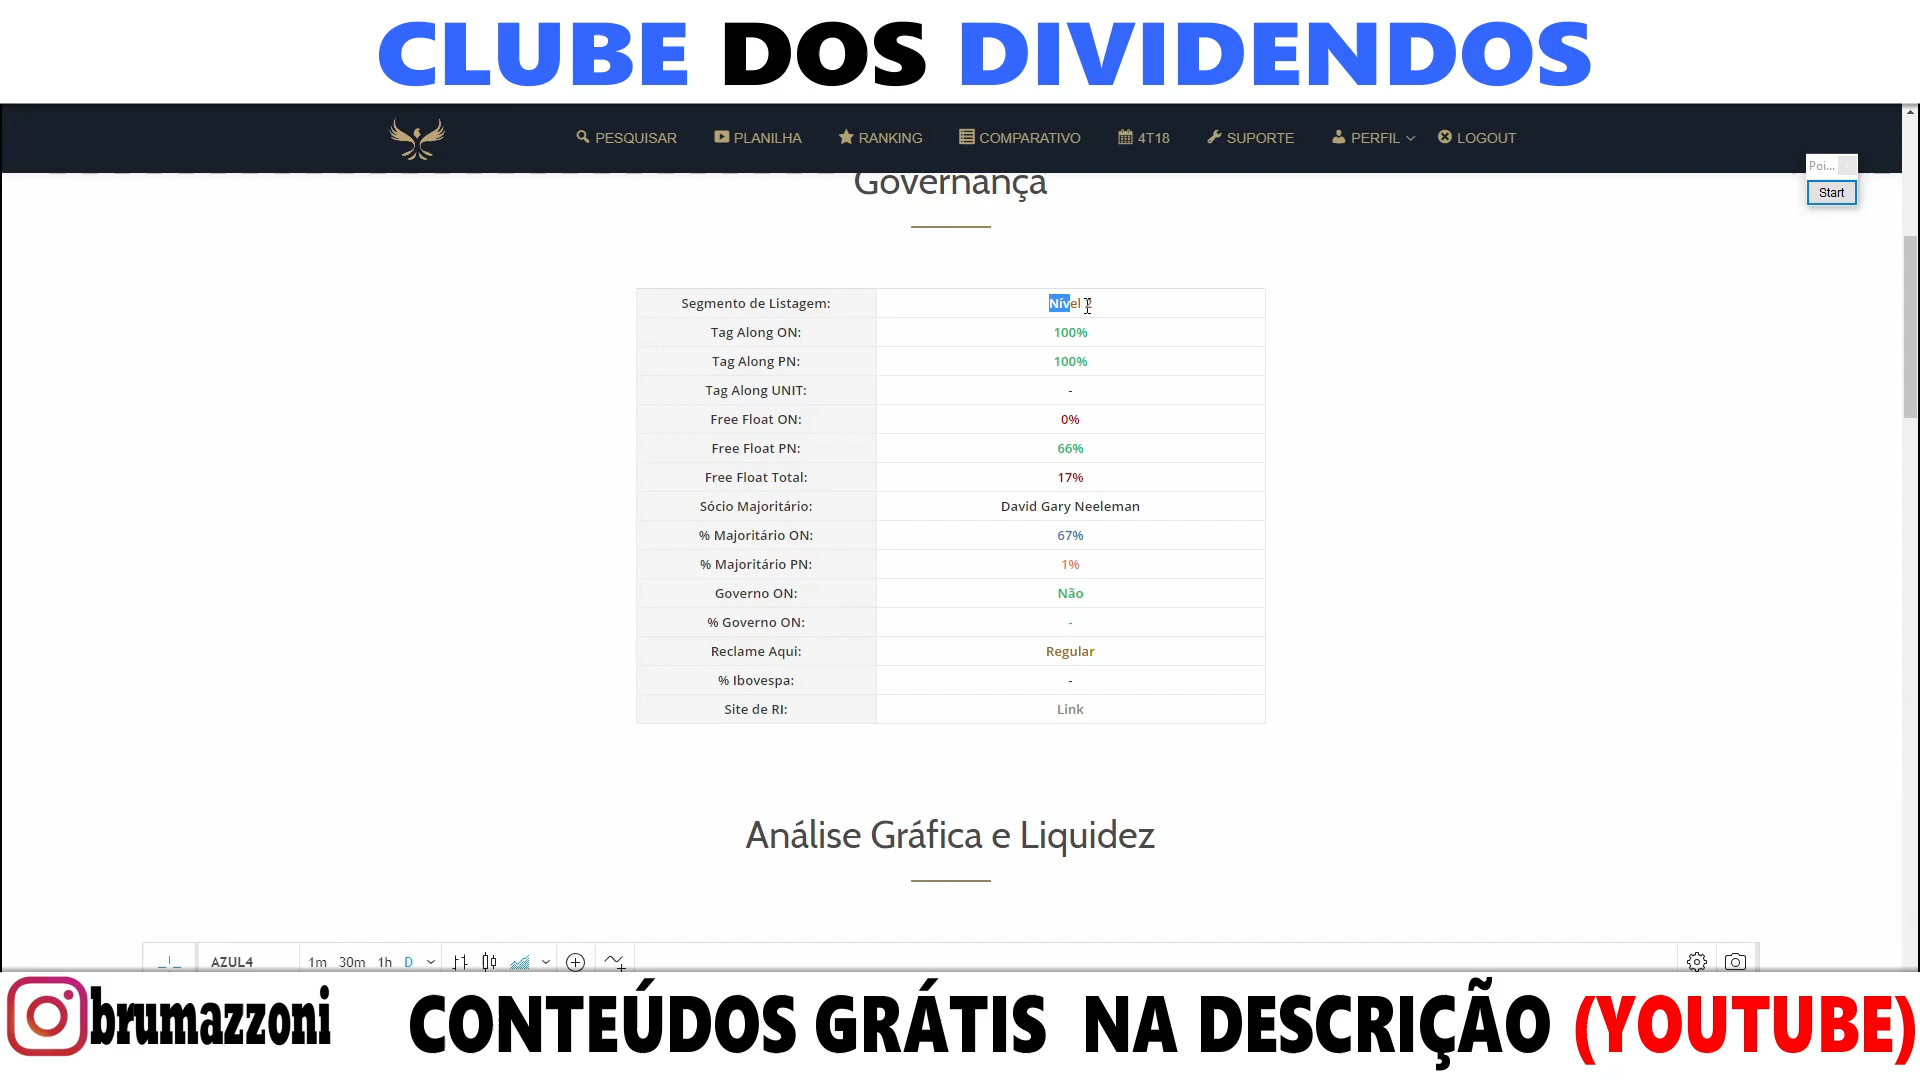 CLUBE DOS DIVIDENDOS
PESQUISAR PLANILHA RANKING COMPARATIVO 4T18 SUPORTE PERFIL LOGOUT
Poi...
Start
Governança
Segmento de Listagem: Nível 2
Tag Along ON: 100%
Tag Along PN: 100%
Tag Along UNIT: -
Free Float ON: 0%
Free Float PN: 66%
Free Float Total: 17%
Sócio Majoritário: David Gary Neeleman
% Majoritário ON: 67%
% Majoritário PN: 1%
Governo ON: Não
% Governo ON: -
Reclame Aqui: Regular
% Ibovespa: -
Site de RI: Link
Análise Gráfica e Liquidez
AZUL4 1m 30m 1h D
brumazzoni CONTEÚDOS GRÁTIS NA DESCRIÇÃO (YOUTUBE)